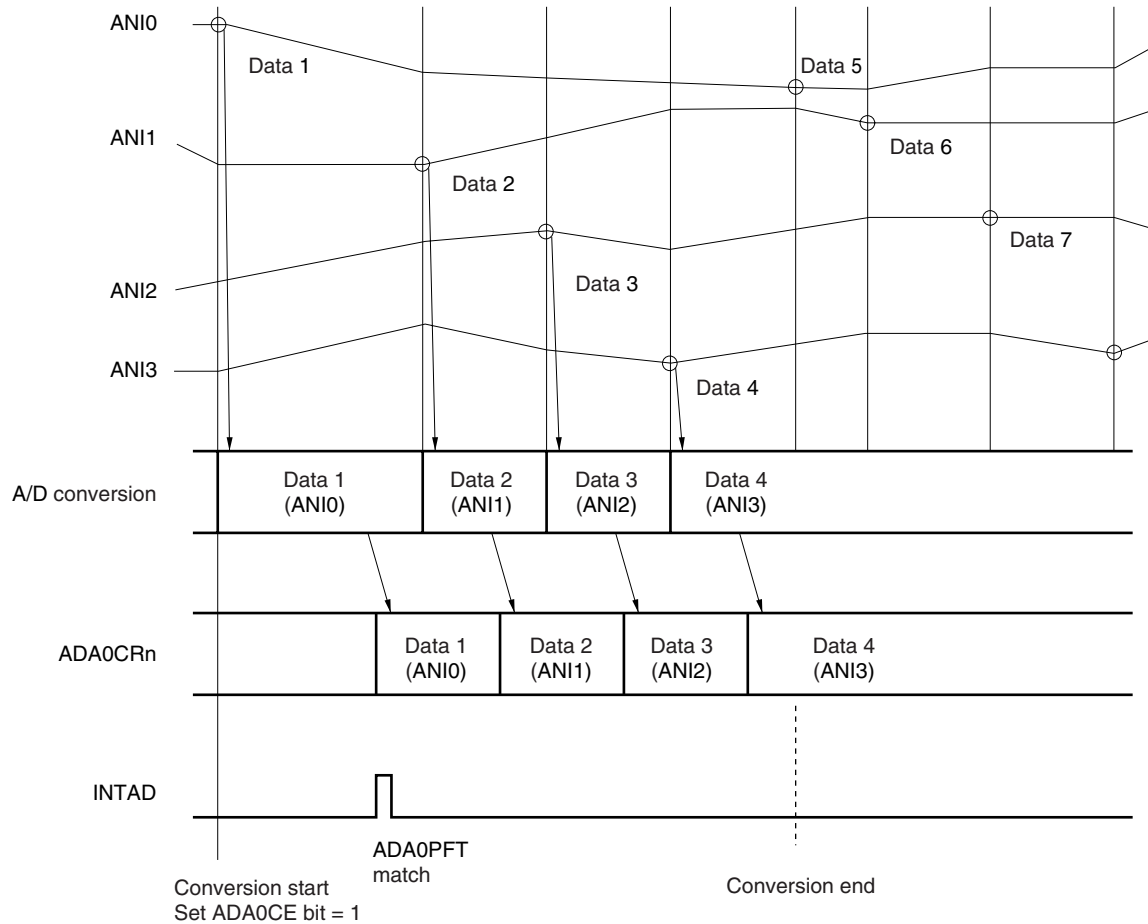 ANI0
Data 1
Data 5
ANI1
Data 6
Data 2
Data 7
ANI2
Data 3
ANI3
Data 4
A/D conversion
Data 1
(ANI0)
Data 2
(ANI1)
Data 3
(ANI2)
Data 4
(ANI3)
ADA0CRn
Data 1
(ANI0)
Data 2
(ANI1)
Data 3
(ANI2)
Data 4
(ANI3)
INTAD
ADA0PFT
match
Conversion start
Set ADA0CE bit = 1
Conversion end